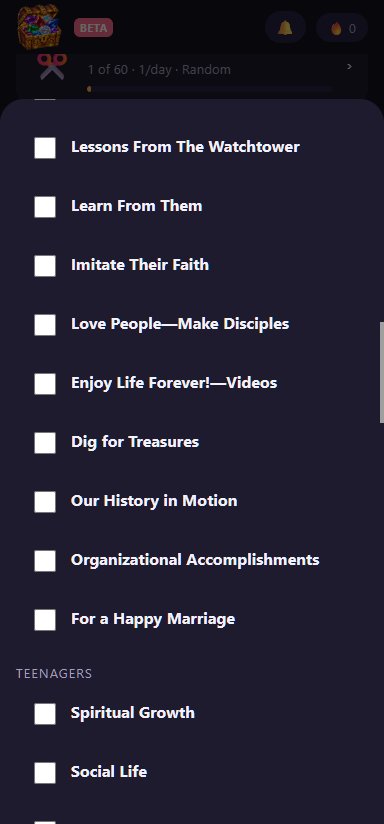 BETA
0
1 of 60 · 1/day · Random
Lessons From The Watchtower
Learn From Them
Imitate Their Faith
Love People—Make Disciples
Enjoy Life Forever!—Videos
Dig for Treasures
Our History in Motion
Organizational Accomplishments
For a Happy Marriage
TEENAGERS
Spiritual Growth
Social Life